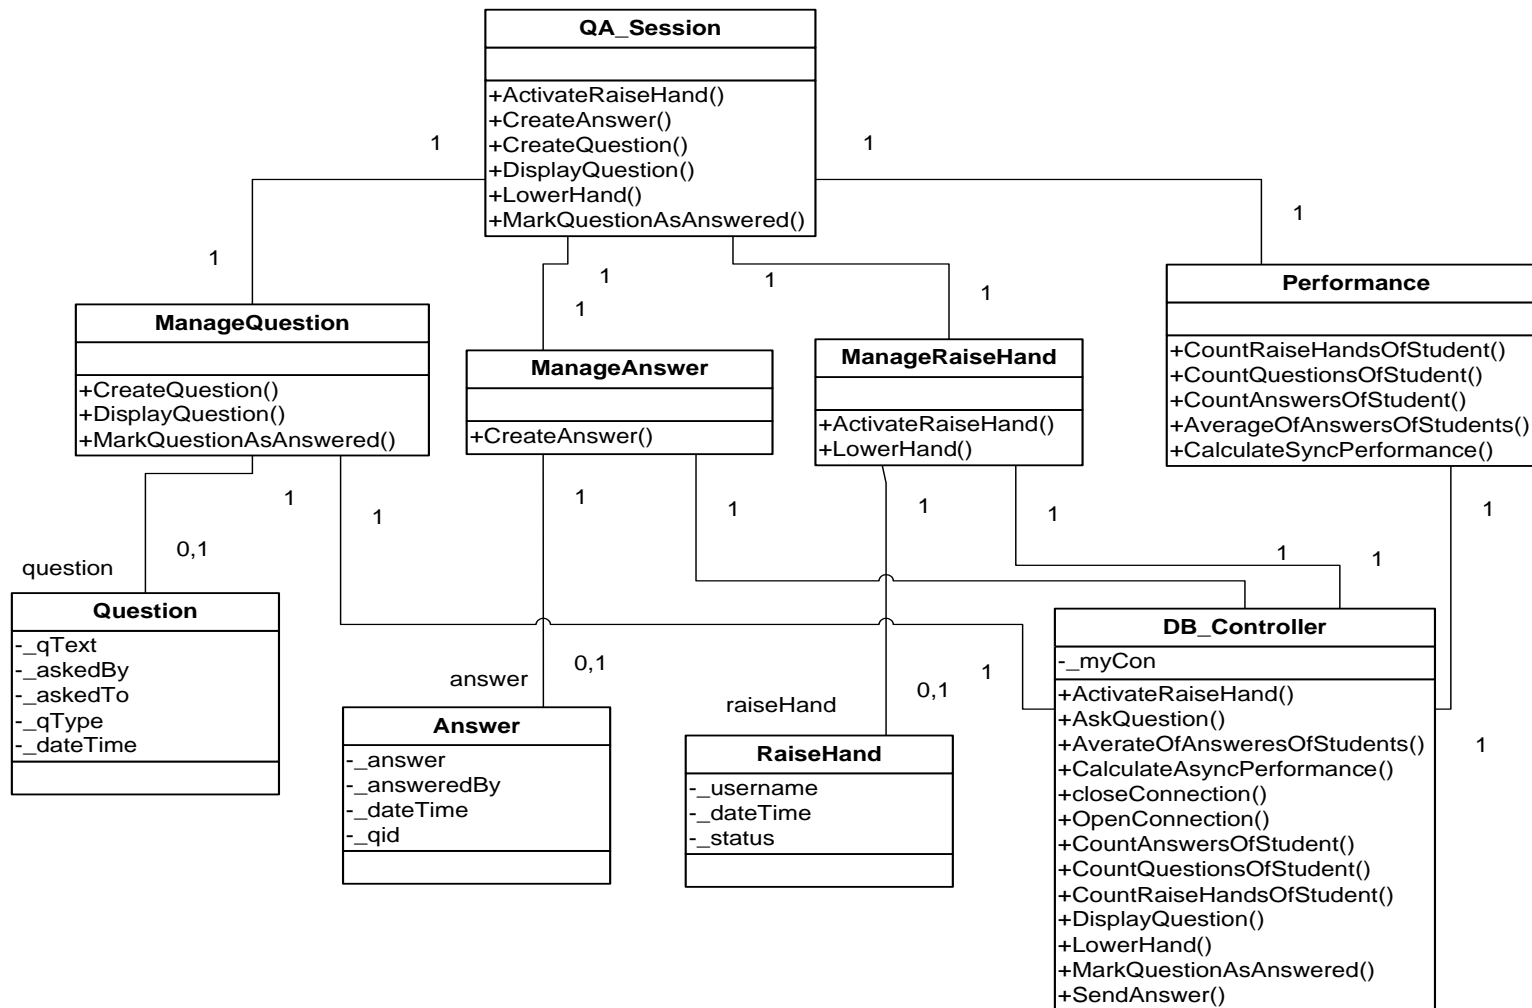 QA_Session
+ActivateRaiseHand()
+CreateAnswer()
+CreateQuestion()
+DisplayQuestion()
+LowerHand()
+MarkQuestionAsAnswered()
1
1
1
1
1
1
1
1
ManageQuestion
+CreateQuestion()
+DisplayQuestion()
+MarkQuestionAsAnswered()
ManageAnswer
+CreateAnswer()
ManageRaiseHand
+ActivateRaiseHand()
+LowerHand()
Performance
+CountRaiseHandsOfStudent()
+CountQuestionsOfStudent()
+CountAnswersOfStudent()
+AverageOfAnswersOfStudents()
+CalculateSyncPerformance()
1
1
1
1
1
1
1
question
0,1
1
1
Question
-_qText
-_askedBy
-_askedTo
-_qType
-_dateTime
answer
0,1
Answer
-_answer
-_answeredBy
-_dateTime
-_qid
raiseHand
0,1
RaiseHand
-_username
-_dateTime
-_status
1
1
DB_Controller
-_myCon
+ActivateRaiseHand()
+AskQuestion()
+AverateOfAnsweresOfStudents()
+CalculateAsyncPerformance()
+closeConnection()
+OpenConnection()
+CountAnswersOfStudent()
+CountQuestionsOfStudent()
+CountRaiseHandsOfStudent()
+DisplayQuestion()
+LowerHand()
+MarkQuestionAsAnswered()
+SendAnswer()